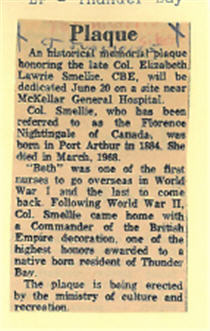 Plaque
An historical memorial plaque
honoring the late Col. Elizabeth
Lawrie Smellie, CBE, will be
dedicated June 20 on a site near
McKellar General Hospital.
Col. Smellie, who has been
referred to as the Florence
Nightingale of Canada, was
born in Port Arthur in 1884. She
died in March, 1968.
"Beth" was one of the first
nurses to go overseas in World
War I and the last to come
back. Following World War II,
Col. Smellie came home with
a Commander of the British
Empire decoration, one of the
highest honors awarded to a
native born resident of Thunder
Bay.
The plaque is being erected
by the ministry of culture and
recreation.